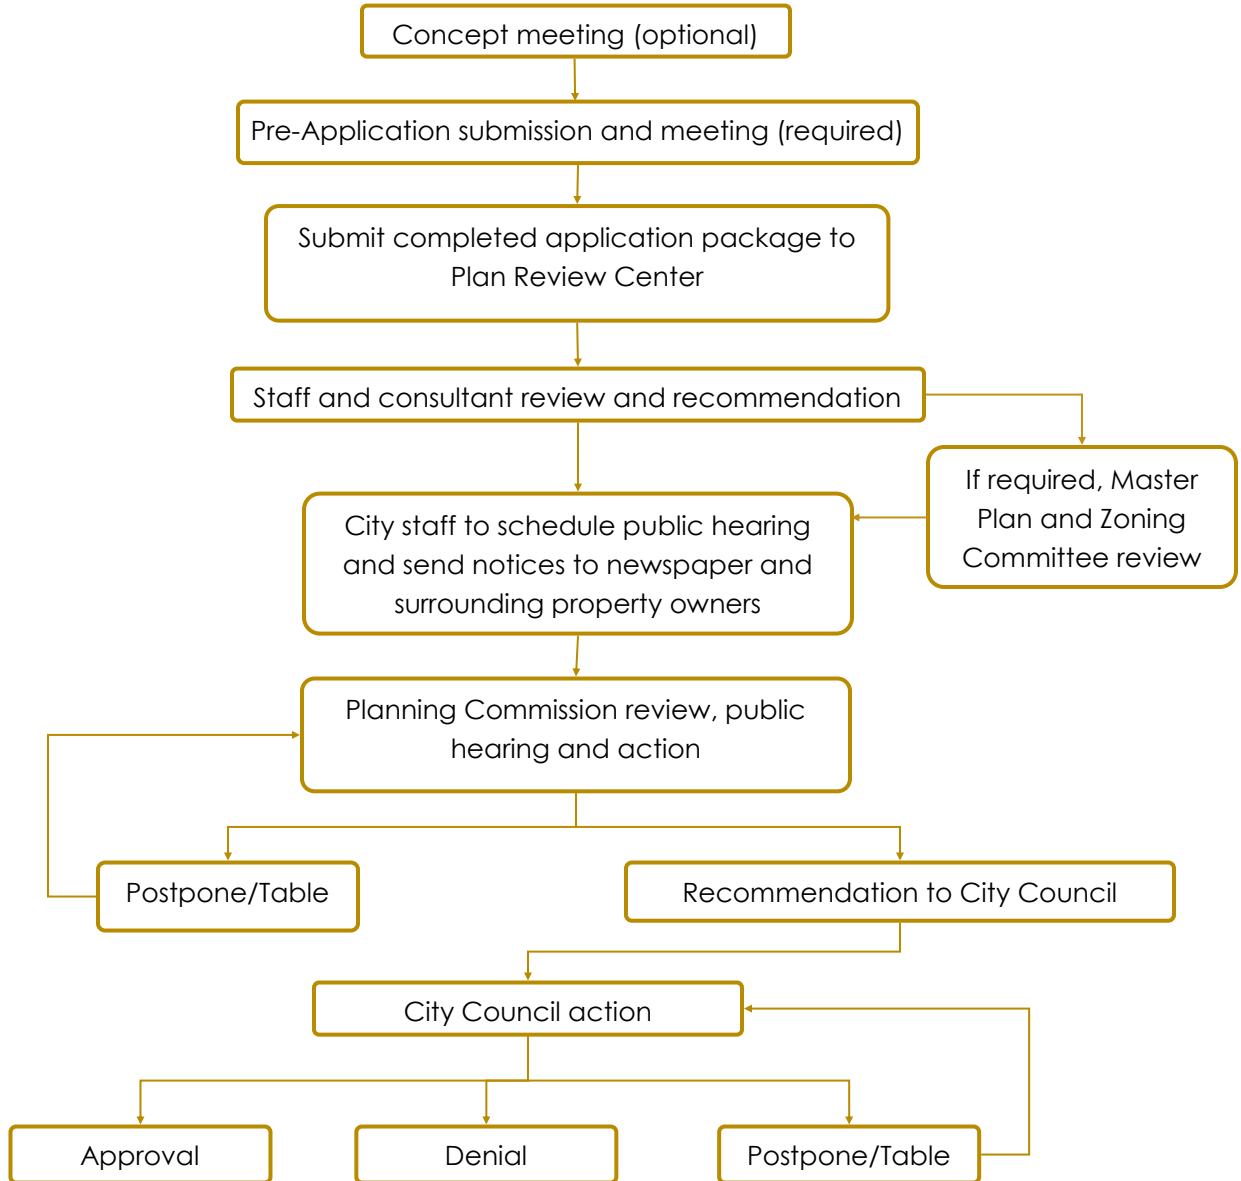 Concept meeting (optional)
Pre-Application submission and meeting (required)
Submit completed application package to
Plan Review Center
Staff and consultant review and recommendation
If required, Master
Plan and Zoning
Committee review
City staff to schedule public hearing
and send notices to newspaper and
surrounding property owners
Planning Commission review, public
hearing and action
Postpone/Table
Recommendation to City Council
City Council action
Approval
Denial
Postpone/Table